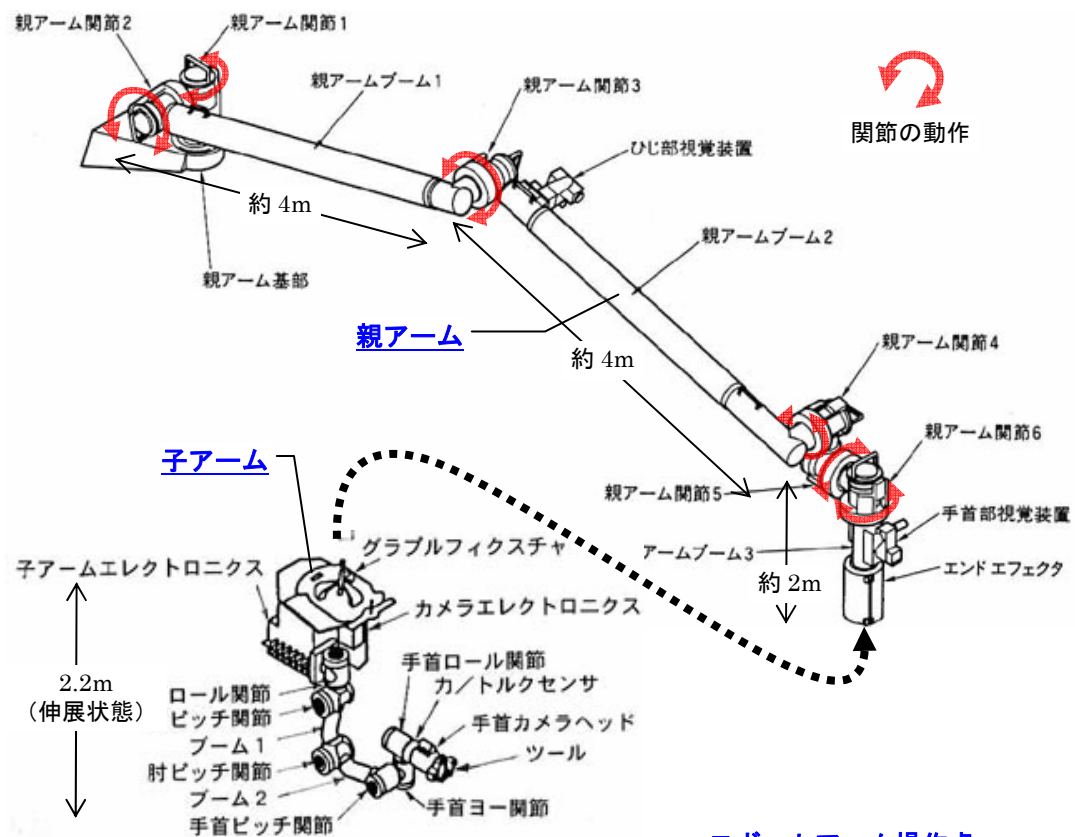 親アーム関節2
親アーム関節1
親アームブーム1
親アーム関節3
関節の動作
ひじ部視覚装置
約 4m
親アーム基部
親アームブーム2
親アーム
約 4m
親アーム関節4
親アーム関節6
子アーム
親アーム関節5
手首部視覚装置
グラプルフィクスチャ
アームブーム3
エンドエフェクタ
子アームエレクトロニクス
約 2m
カメラエレクトロニクス
2.2m
(伸展状態)
手首ロール関節
力/トルクセンサ
ロール関節
手首カメラヘッド
ピッチ関節
ツール
ブーム1
肘ピッチ関節
ブーム2
手首ヨー関節
手首ピッチ関節